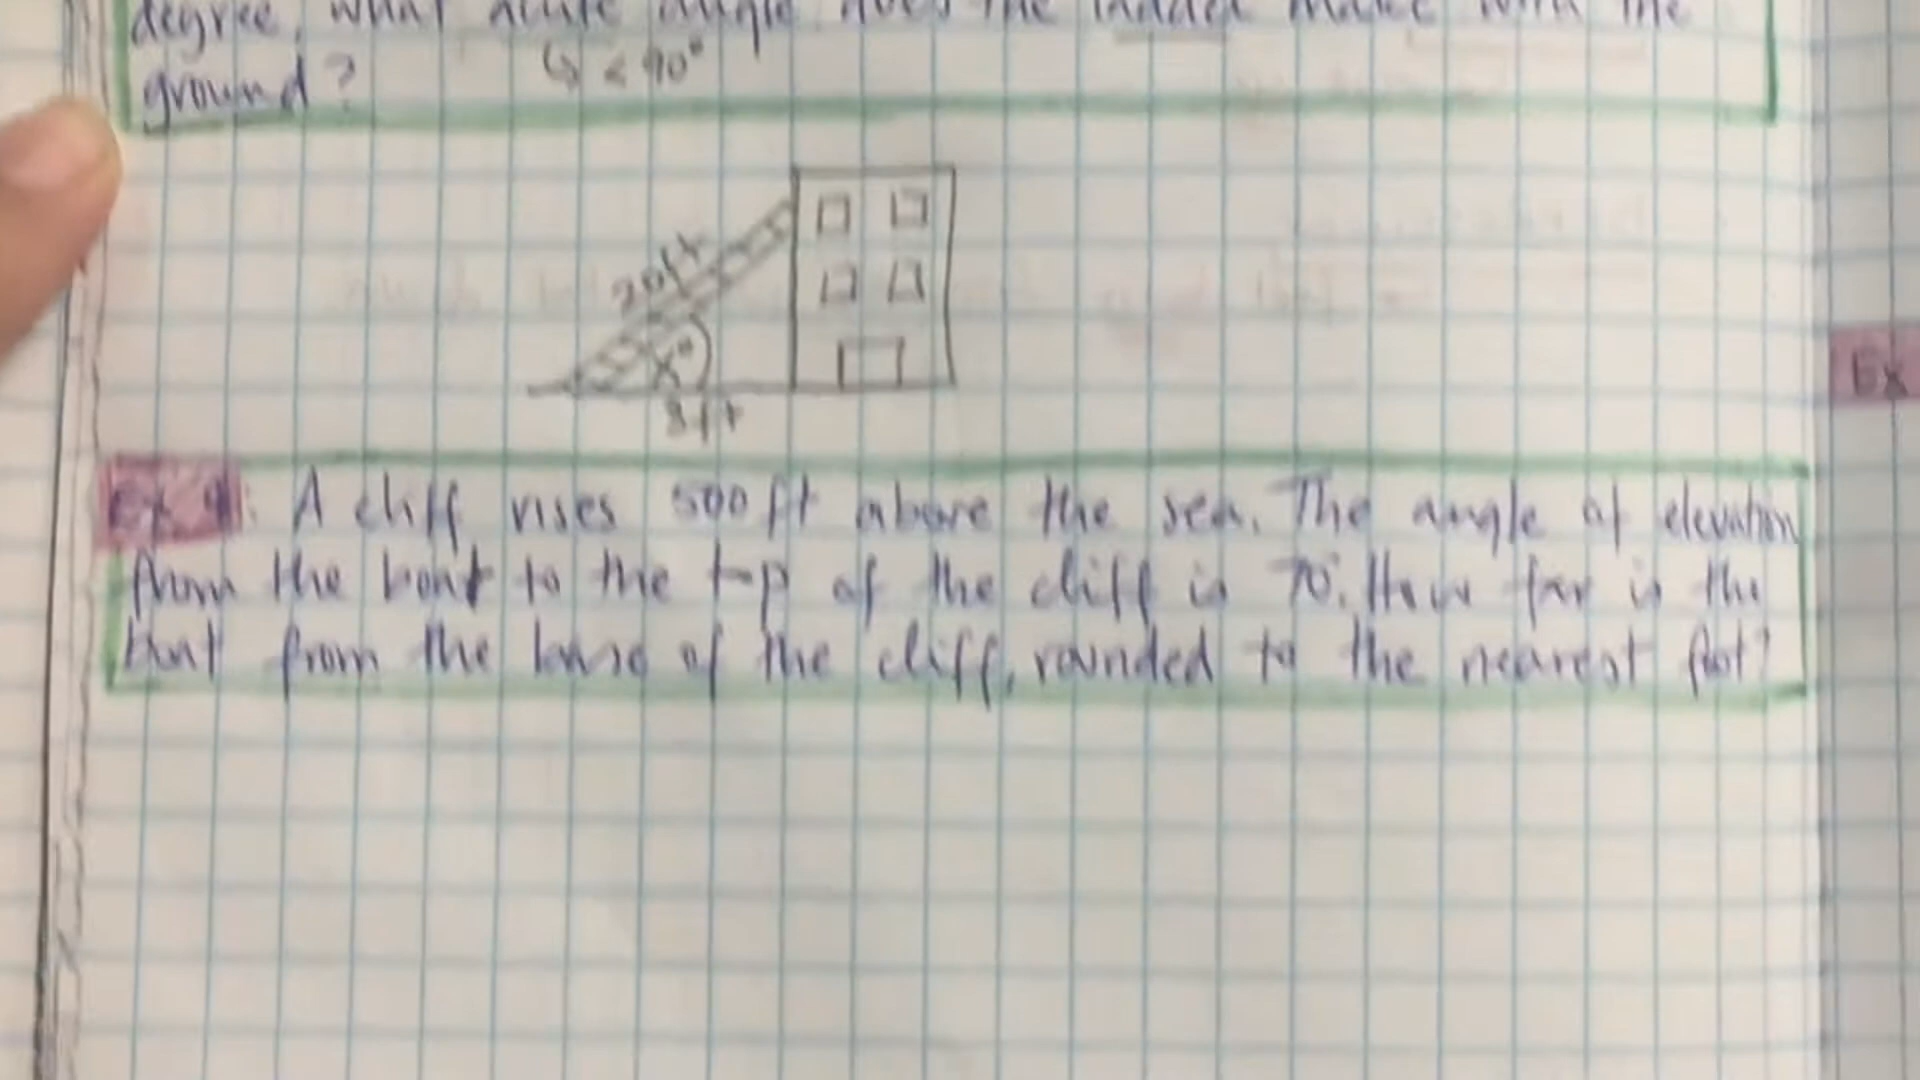 degree, what acute angle does the ladder make with the
ground?
↳ < 90°
20ft
x°
8ft
Ex 9: A cliff rises 500 ft above the sea. The angle of elevation
from the boat to the top of the cliff is 70°. How far is the
boat from the base of the cliff, rounded to the nearest foot?
Ex